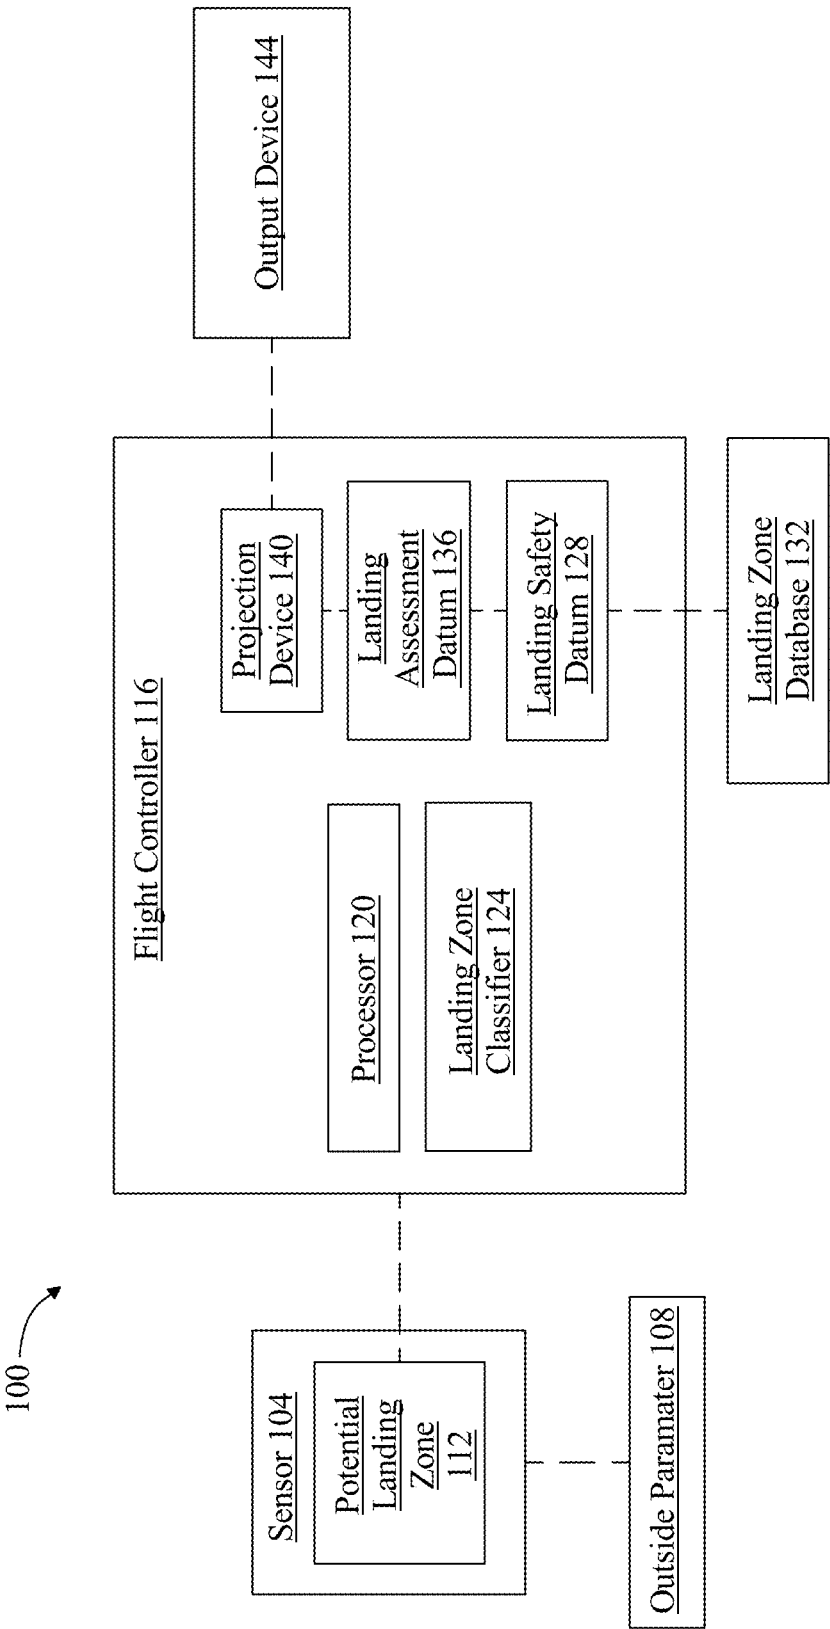 100
Sensor 104
Potential
Landing
Zone
112
Outside Paramater 108
Flight Controller 116
Processor 120
Landing Zone
Classifier 124
Projection
Device 140
Landing
Assessment
Datum 136
Landing Safety
Datum 128
Landing Zone
Database 132
Output Device 144